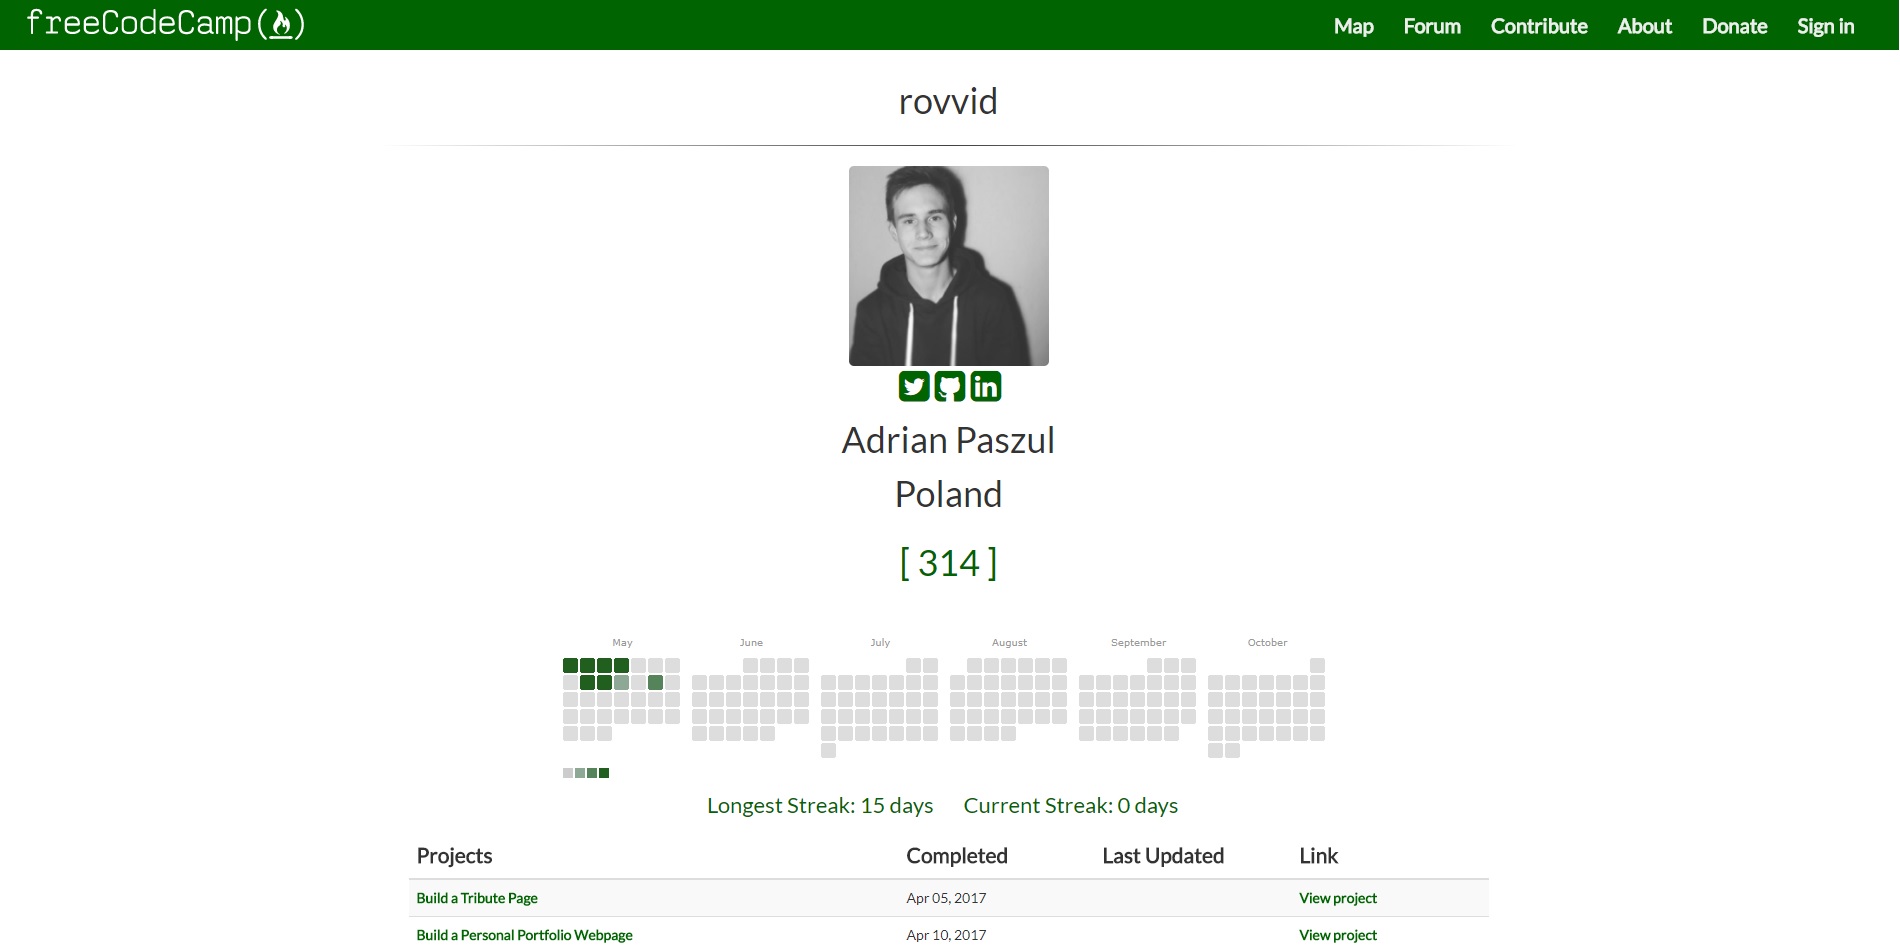 freeCodeCamp(🔥)
Map Forum Contribute About Donate Sign in
rovvid
Adrian Paszul
Poland
[ 314 ]
May June July August September October
Longest Streak: 15 days Current Streak: 0 days
Projects Completed Last Updated Link
Build a Tribute Page Apr 05, 2017 View project
Build a Personal Portfolio Webpage Apr 10, 2017 View project